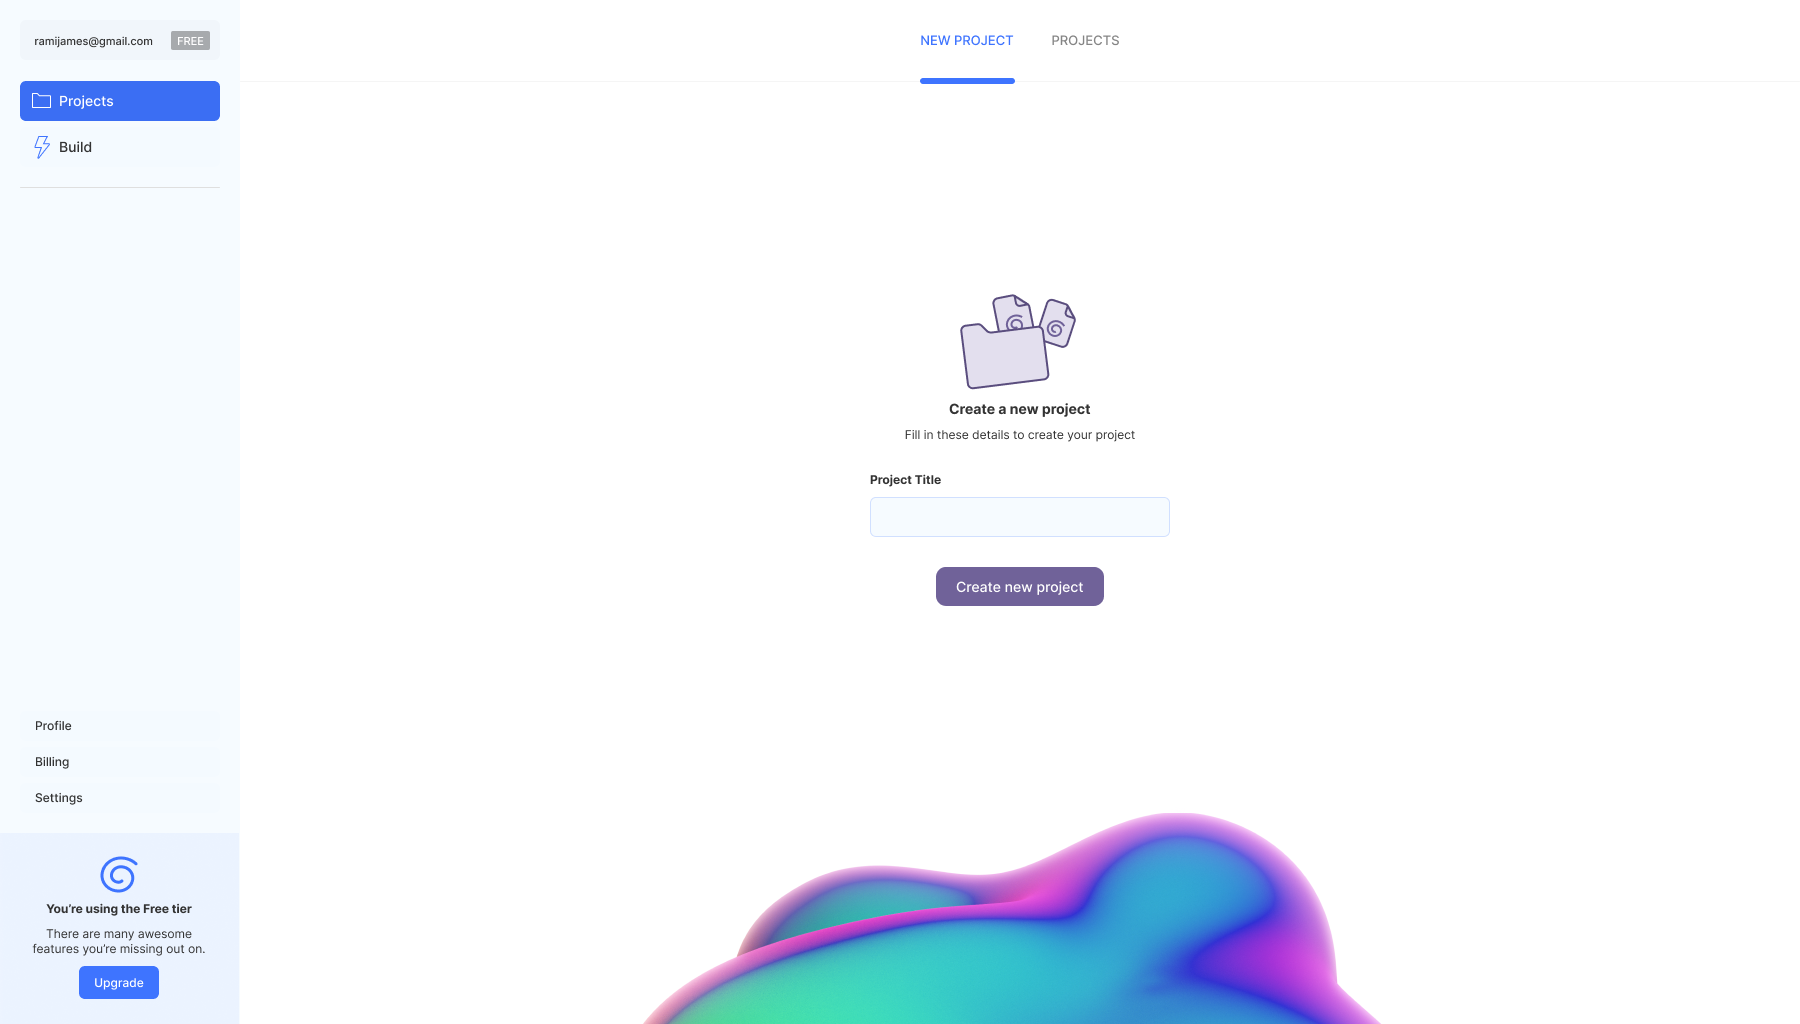 ramijames@gmail.com FREE
Projects
Build
Profile
Billing
Settings
You’re using the Free tier
There are many awesome
features you’re missing out on.
Upgrade
NEW PROJECT PROJECTS
Create a new project
Fill in these details to create your project
Project Title
Create new project